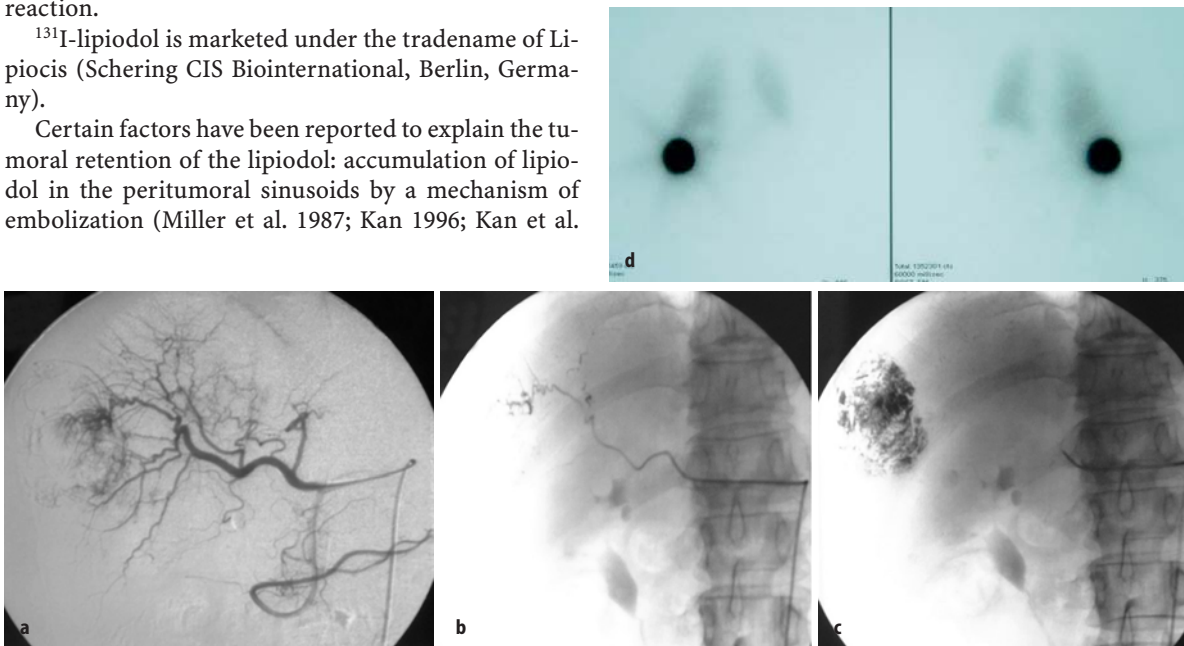 reaction.
¹³¹I-lipiodol is marketed under the tradename of Li-
piocis (Schering CIS Biointernational, Berlin, Germa-
ny).
Certain factors have been reported to explain the tu-
moral retention of the lipiodol: accumulation of lipio-
dol in the peritumoral sinusoids by a mechanism of
embolization (Miller et al. 1987; Kan 1996; Kan et al.
d
a
b
c